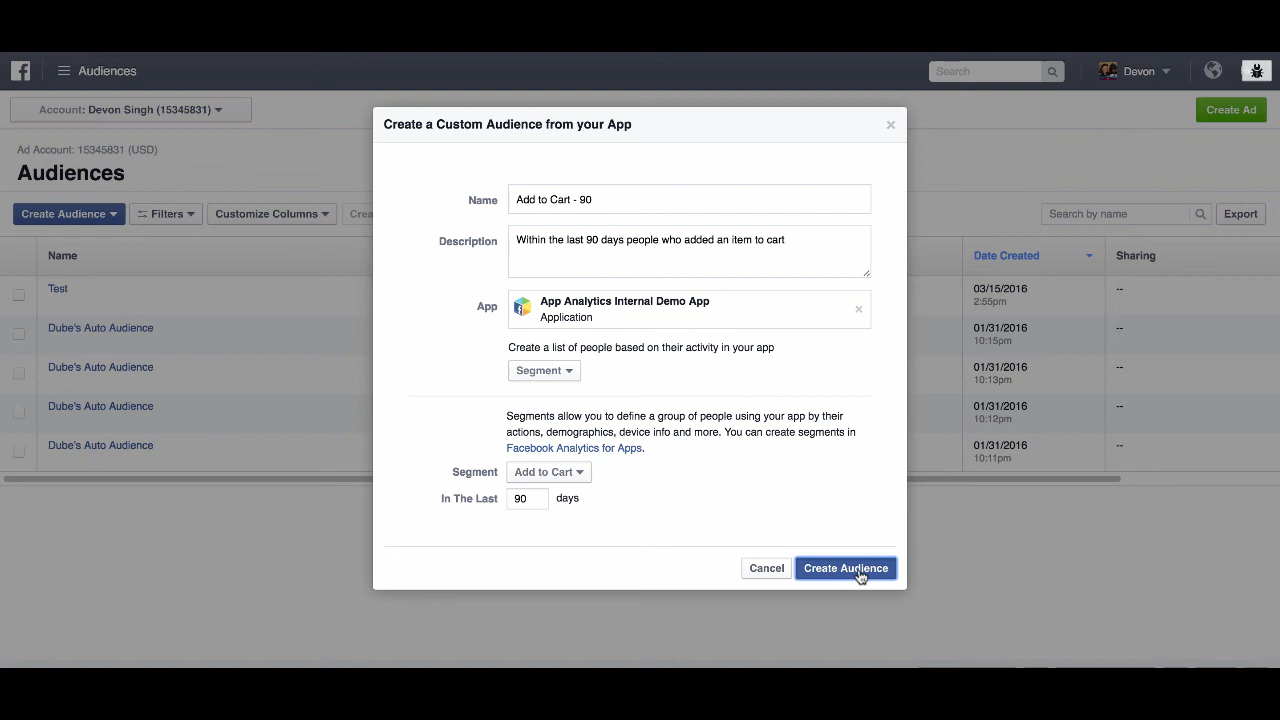 Audiences
Search
Devon
Account: Devon Singh (15345831)
Create Ad
Ad Account: 15345831 (USD)
Audiences
Create Audience
Filters
Customize Columns
Search by name
Export
Name
Date Created
Sharing
Test
03/15/2016
2:55pm
--
Dube's Auto Audience
01/31/2016
10:15pm
--
Dube's Auto Audience
01/31/2016
10:13pm
--
Dube's Auto Audience
01/31/2016
10:12pm
--
Dube's Auto Audience
01/31/2016
10:11pm
--
Create a Custom Audience from your App
Name
Add to Cart - 90
Description
Within the last 90 days people who added an item to cart
App
App Analytics Internal Demo App
Application
Create a list of people based on their activity in your app
Segment
Segments allow you to define a group of people using your app by their
actions, demographics, device info and more. You can create segments in
Facebook Analytics for Apps.
Segment
Add to Cart
In The Last
90
days
Cancel
Create Audience